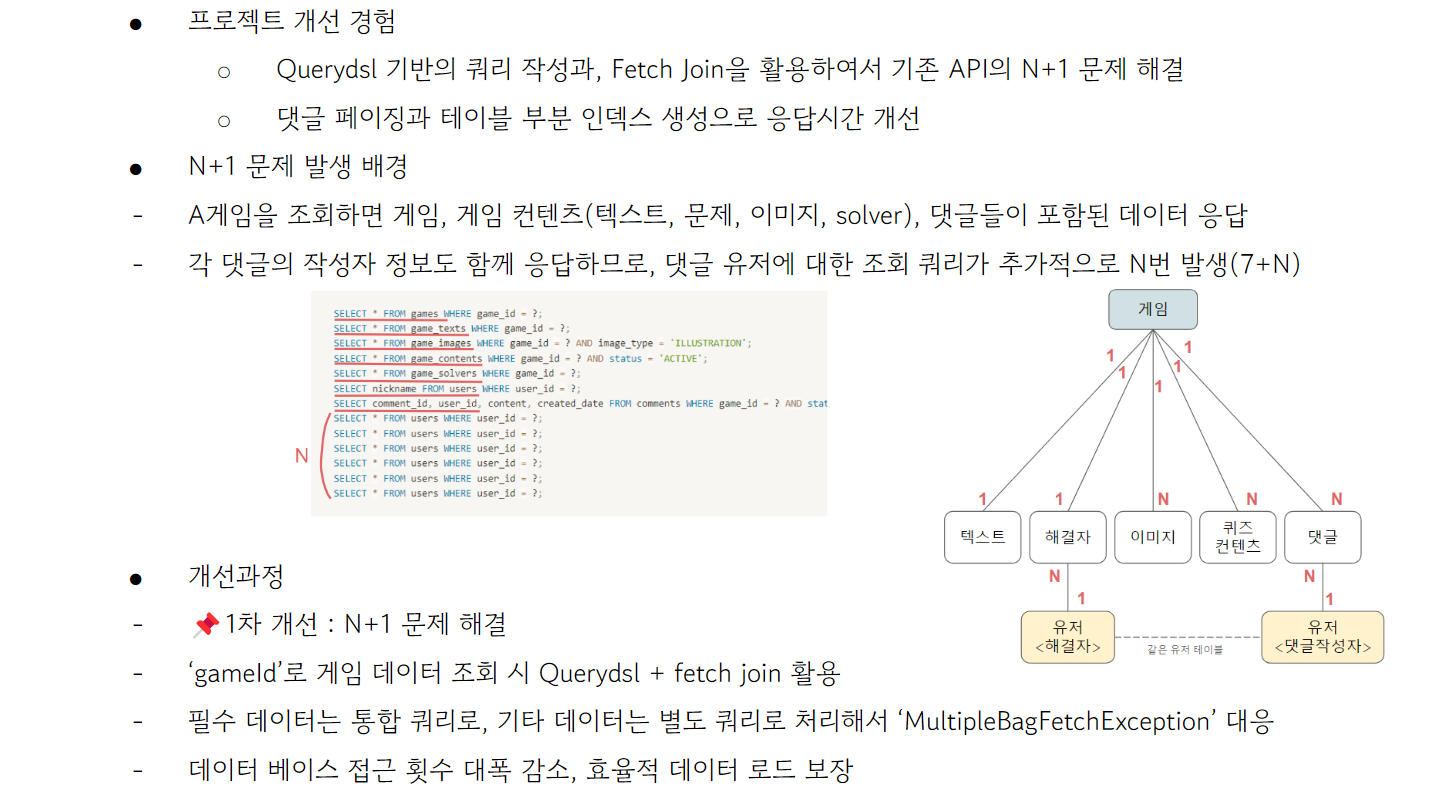 ● 프로젝트 개선 경험
○ Querydsl 기반의 쿼리 작성과, Fetch Join을 활용하여서 기존 API의 N+1 문제 해결
○ 댓글 페이징과 테이블 부분 인덱스 생성으로 응답시간 개선
● N+1 문제 발생 배경
- A게임을 조회하면 게임, 게임 컨텐츠(텍스트, 문제, 이미지, solver), 댓글들이 포함된 데이터 응답
- 각 댓글의 작성자 정보도 함께 응답하므로, 댓글 유저에 대한 조회 쿼리가 추가적으로 N번 발생(7+N)
SELECT * FROM games WHERE game_id = ?;
SELECT * FROM game_texts WHERE game_id = ?;
SELECT * FROM game_images WHERE game_id = ? AND image_type = 'ILLUSTRATION';
SELECT * FROM game_contents WHERE game_id = ? AND status = 'ACTIVE';
SELECT * FROM game_solvers WHERE game_id = ?;
SELECT nickname FROM users WHERE user_id = ?;
SELECT comment_id, user_id, content, created_date FROM comments WHERE game_id = ? AND stat
SELECT * FROM users WHERE user_id = ?;
SELECT * FROM users WHERE user_id = ?;
SELECT * FROM users WHERE user_id = ?;
SELECT * FROM users WHERE user_id = ?;
SELECT * FROM users WHERE user_id = ?;
SELECT * FROM users WHERE user_id = ?;
N
게임
1 1 1 1 1
1 1 N N N
텍스트
해결자
이미지
퀴즈
컨텐츠
댓글
N N
1 1
유저
<해결자>
같은 유저 테이블
유저
<댓글작성자>
● 개선과정
- 📌1차 개선 : N+1 문제 해결
- ‘gameId’로 게임 데이터 조회 시 Querydsl + fetch join 활용
- 필수 데이터는 통합 쿼리로, 기타 데이터는 별도 쿼리로 처리해서 ‘MultipleBagFetchException’ 대응
- 데이터 베이스 접근 횟수 대폭 감소, 효율적 데이터 로드 보장